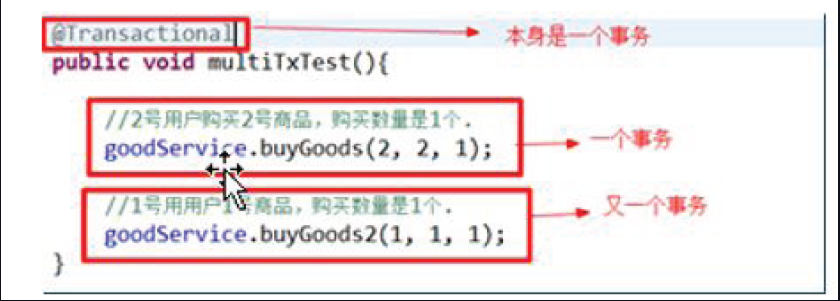 @Transactional
本身是一个事务
public void multiTxTest(){
//2号用户购买2号商品，购买数量是1个.
goodService.buyGoods(2, 2, 1);
一个事务
//1号用用户1号商品，购买数量是1个.
goodService.buyGoods2(1, 1, 1);
又一个事务
}